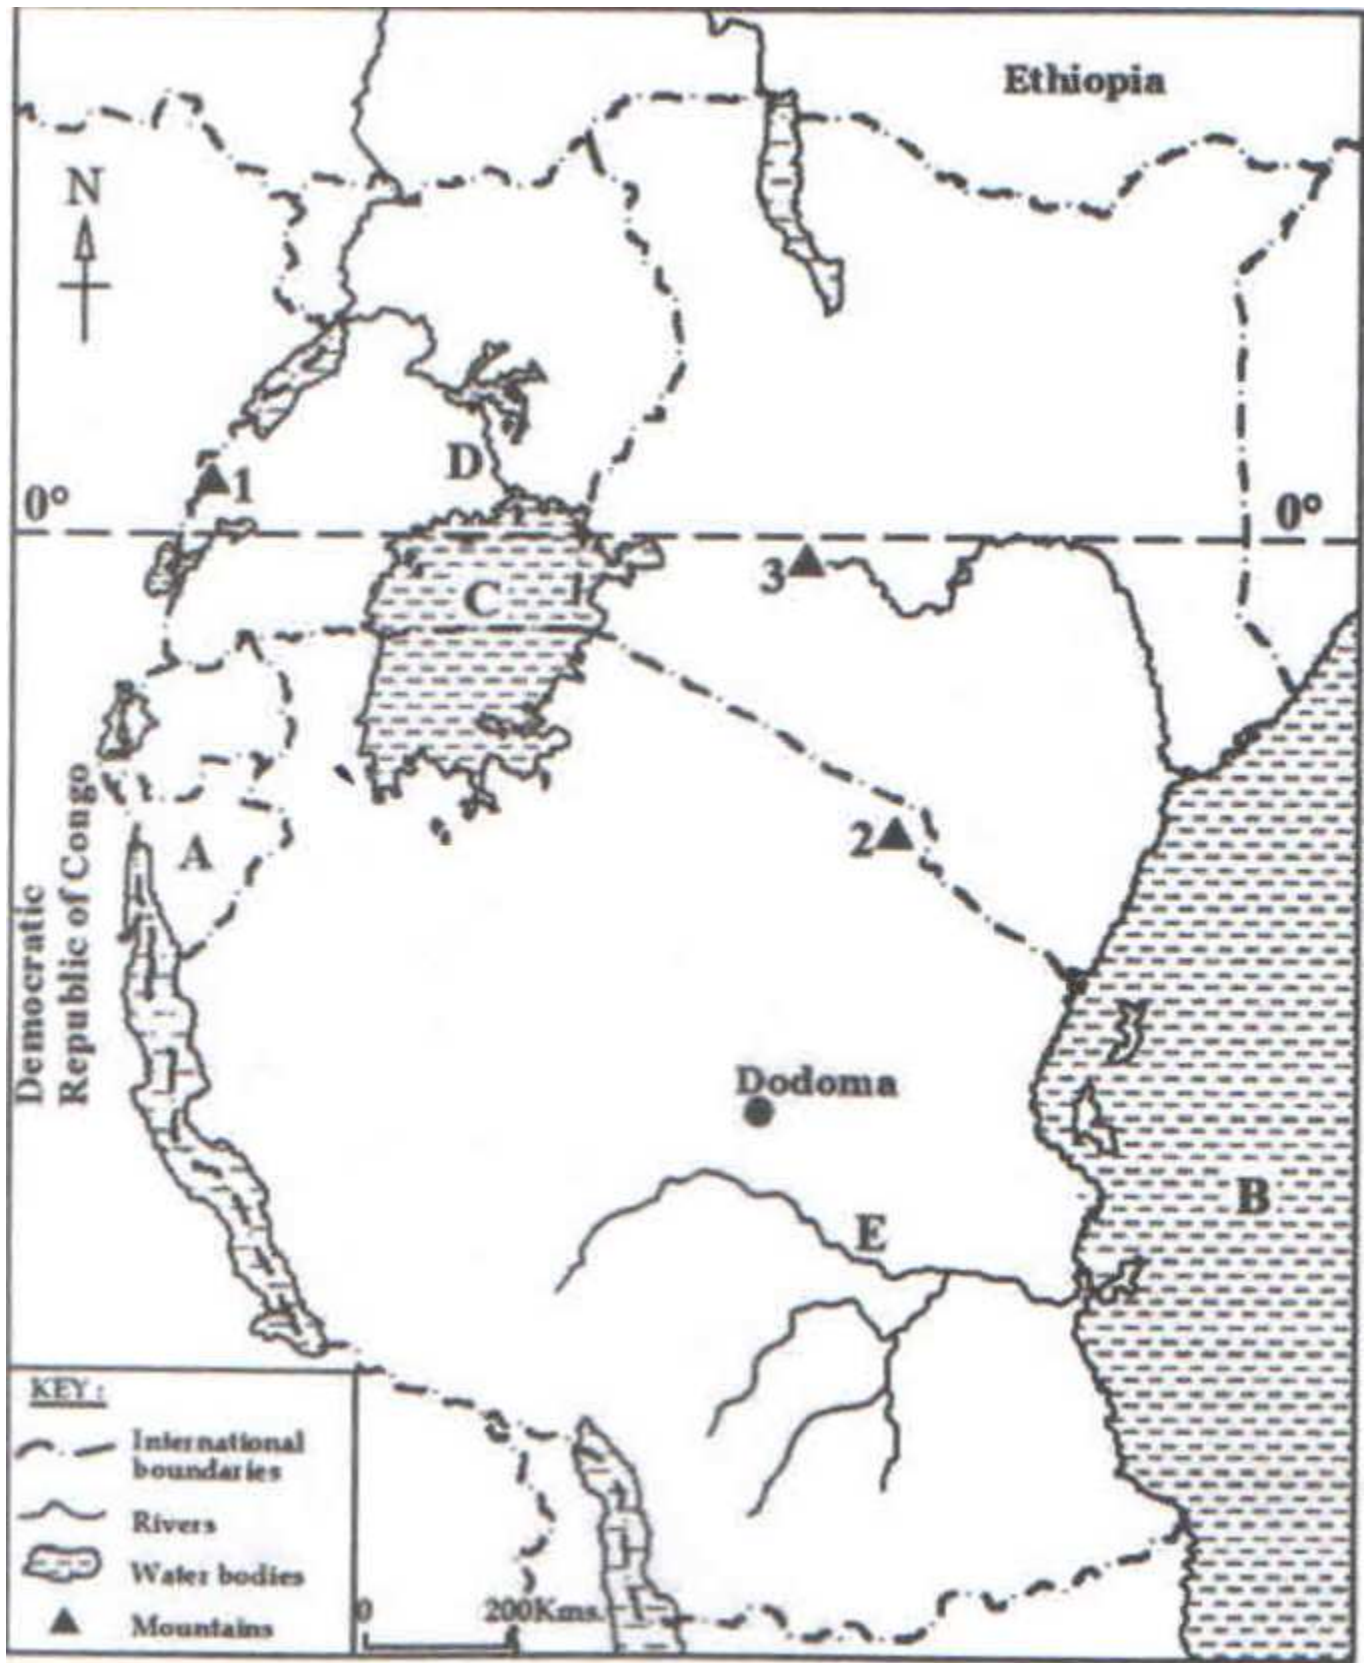 Ethiopia
N
D
1
0°
0°
3
C
2
A
Democratic
Republic of Congo
Dodoma
B
E
KEY :
International
boundaries
Rivers
Water bodies
Mountains
0
200Kms.